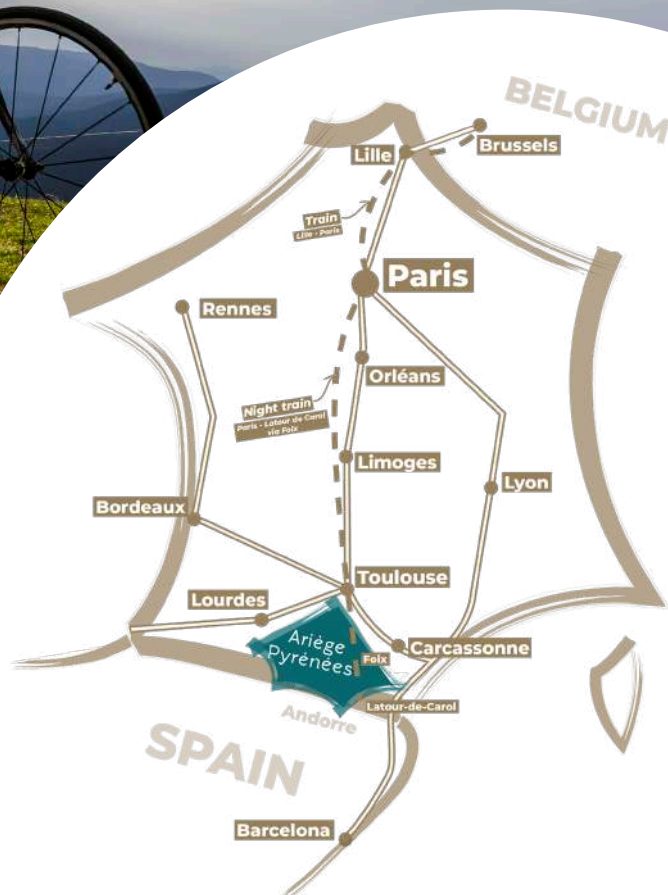 BELGIUM
Brussels
Lille
Train
Lille - Paris
Paris
Rennes
Orléans
Night train
Paris - Latour de Carol
via Foix
Limoges
Lyon
Bordeaux
Toulouse
Lourdes
Ariège
Pyrénées
Carcassonne
Foix
Latour-de-Carol
Andorre
SPAIN
Barcelona